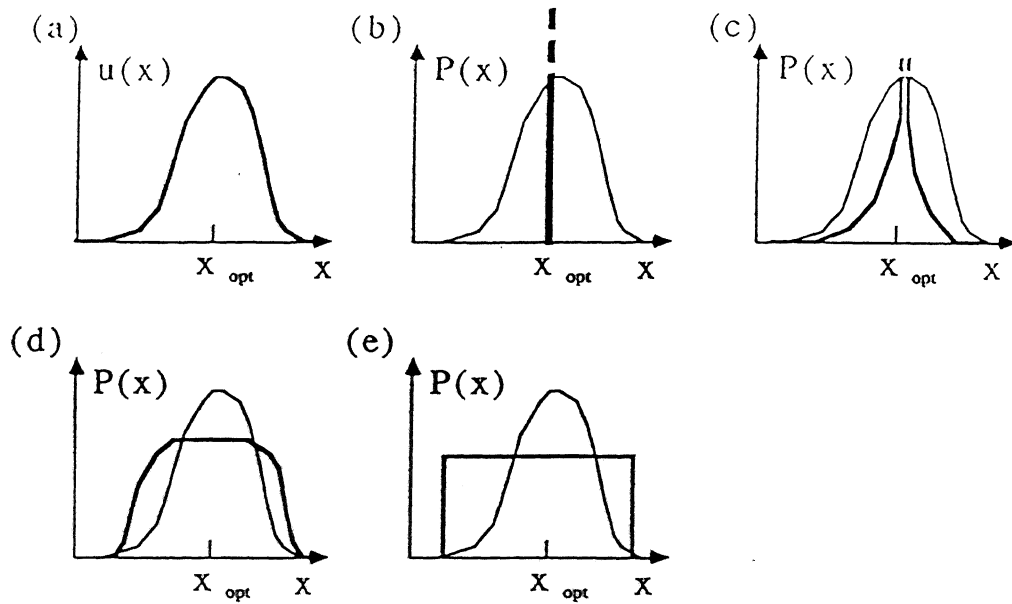 (a)
u(x)
x opt
x
(b)
P(x)
x opt
x
(c)
P(x)
x opt
x
(d)
P(x)
x opt
x
(e)
P(x)
x opt
x